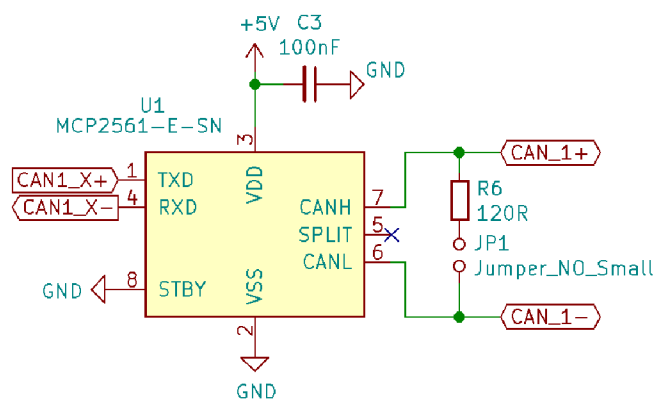 +5V
C3
100nF
GND
U1
MCP2561-E-SN
3
CAN1_X+
1
TXD
VDD
CAN_1+
CAN1_X-
4
RXD
CANH
7
R6
120R
SPLIT
5
JP1
CANL
6
Jumper_NO_Small
GND
8
STBY
VSS
CAN_1-
2
GND